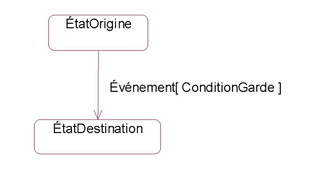 ÉtatOrigine
Événement[ ConditionGarde ]
ÉtatDestination